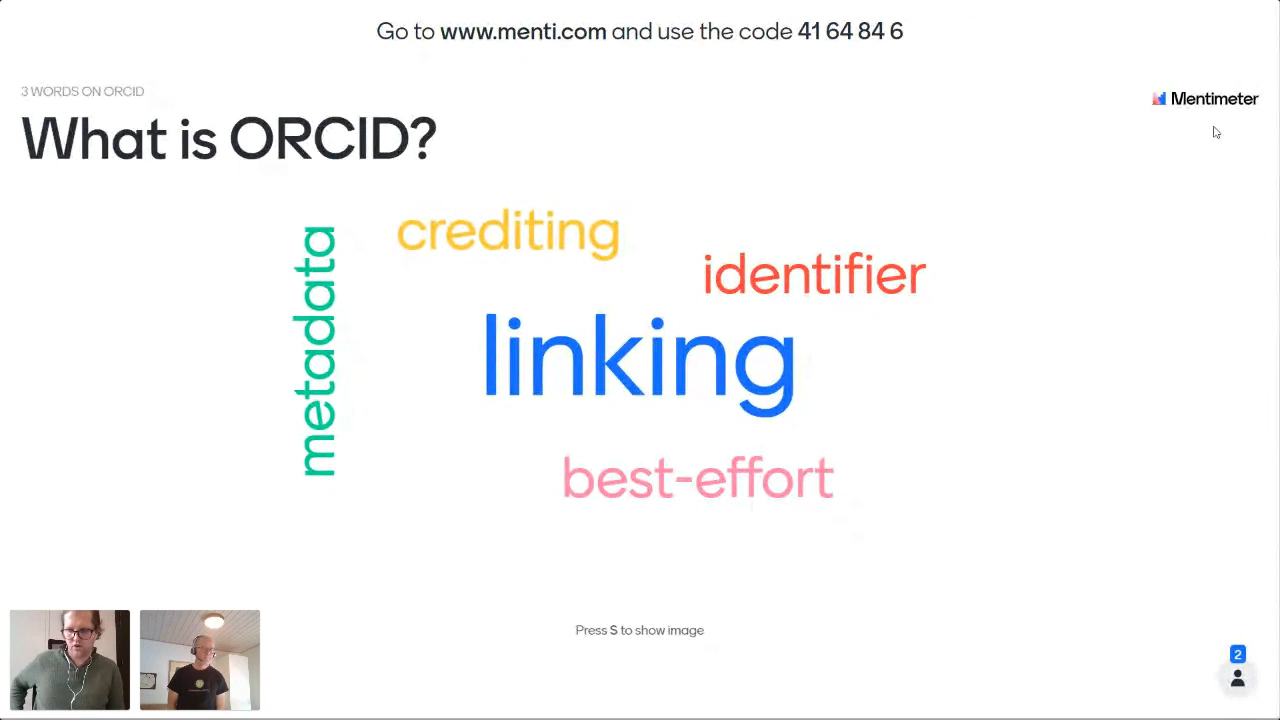 Go to www.menti.com and use the code 41 64 84 6
3 WORDS ON ORCID
Mentimeter
What is ORCID?
crediting
metadata
identifier
linking
best-effort
Press S to show image
2